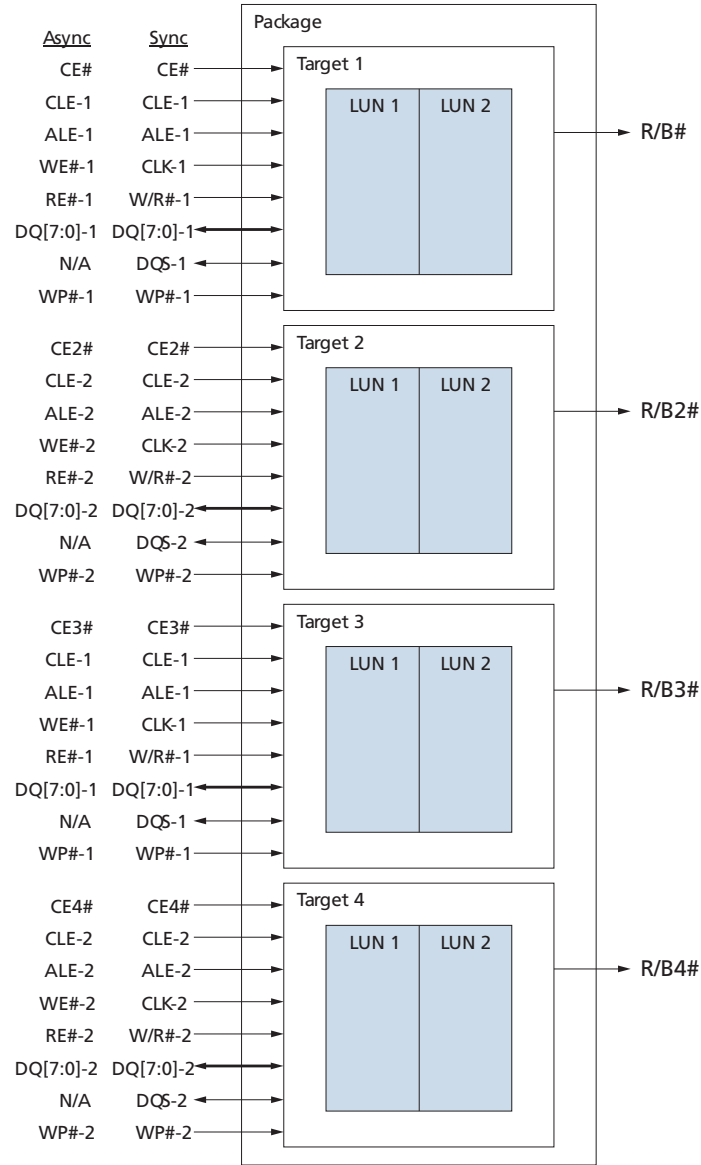 Package
Async Sync
Target 1
CE# CE#
CLE-1 CLE-1 LUN 1 LUN 2
ALE-1 ALE-1 R/B#
WE#-1 CLK-1
RE#-1 W/R#-1
DQ[7:0]-1 DQ[7:0]-1
N/A DQS-1
WP#-1 WP#-1
Target 2
CE2# CE2#
CLE-2 CLE-2 LUN 1 LUN 2
ALE-2 ALE-2 R/B2#
WE#-2 CLK-2
RE#-2 W/R#-2
DQ[7:0]-2 DQ[7:0]-2
N/A DQS-2
WP#-2 WP#-2
Target 3
CE3# CE3#
CLE-1 CLE-1 LUN 1 LUN 2
ALE-1 ALE-1 R/B3#
WE#-1 CLK-1
RE#-1 W/R#-1
DQ[7:0]-1 DQ[7:0]-1
N/A DQS-1
WP#-1 WP#-1
Target 4
CE4# CE4#
CLE-2 CLE-2 LUN 1 LUN 2
ALE-2 ALE-2 R/B4#
WE#-2 CLK-2
RE#-2 W/R#-2
DQ[7:0]-2 DQ[7:0]-2
N/A DQS-2
WP#-2 WP#-2